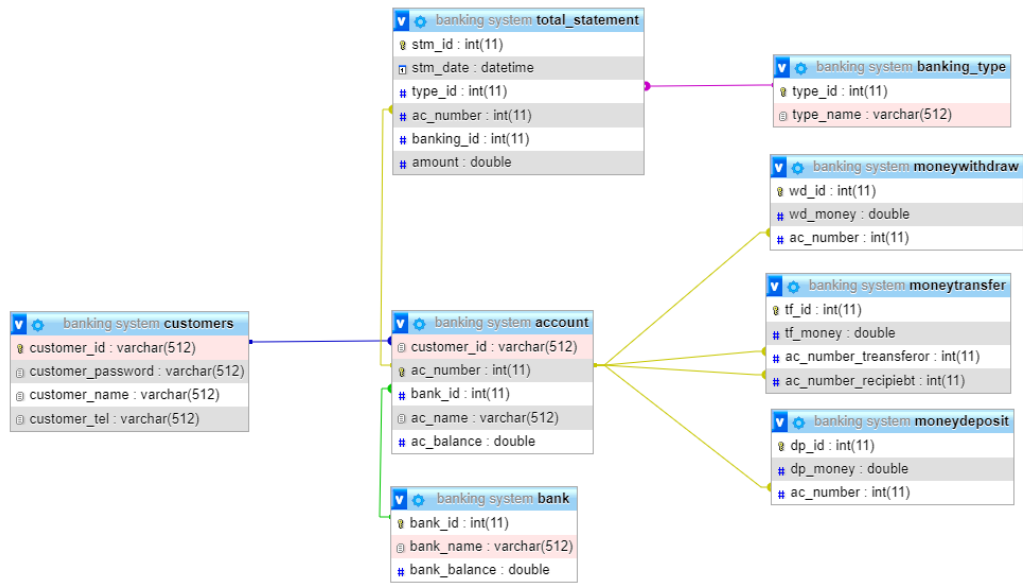 banking system total_statement
stm_id : int(11)
stm_date : datetime
type_id : int(11)
ac_number : int(11)
banking_id : int(11)
amount : double
banking system banking_type
type_id : int(11)
type_name : varchar(512)
banking system moneywithdraw
wd_id : int(11)
wd_money : double
ac_number : int(11)
banking system moneytransfer
tf_id : int(11)
tf_money : double
ac_number_treansferor : int(11)
ac_number_recipiebt : int(11)
banking system customers
customer_id : varchar(512)
customer_password : varchar(512)
customer_name : varchar(512)
customer_tel : varchar(512)
banking system account
customer_id : varchar(512)
ac_number : int(11)
bank_id : int(11)
ac_name : varchar(512)
ac_balance : double
banking system moneydeposit
dp_id : int(11)
dp_money : double
ac_number : int(11)
banking system bank
bank_id : int(11)
bank_name : varchar(512)
bank_balance : double